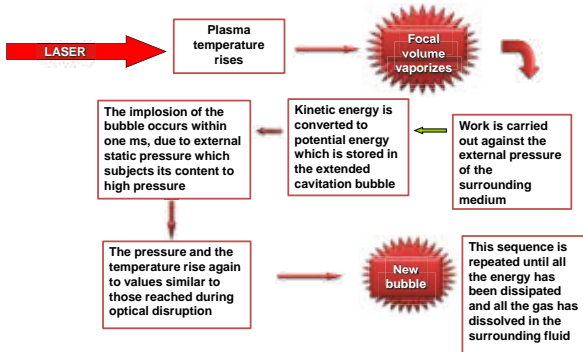 LASER
Plasma
temperature
rises
Focal
volume
vaporizes
Work is carried
out against the
external pressure
of the
surrounding
medium
Kinetic energy is
converted to
potential energy
which is stored in
the extended
cavitation bubble
The implosion of the
bubble occurs within
one ms, due to external
static pressure which
subjects its content to
high pressure
The pressure and the
temperature rise again
to values similar to
those reached during
optical disruption
New
bubble
This sequence is
repeated until all
the energy has
been dissipated
and all the gas has
dissolved in the
surrounding fluid